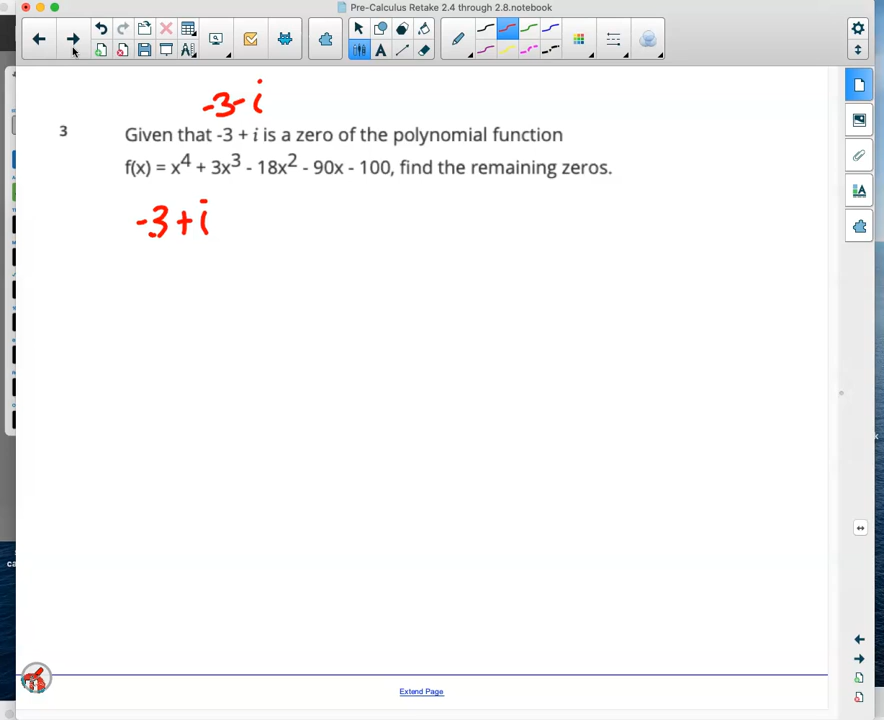 Pre-Calculus Retake 2.4 through 2.8.notebook
-3-i
3
Given that -3 + i is a zero of the polynomial function
f(x) = x⁴ + 3x³ - 18x² - 90x - 100, find the remaining zeros.
-3+i
Extend Page